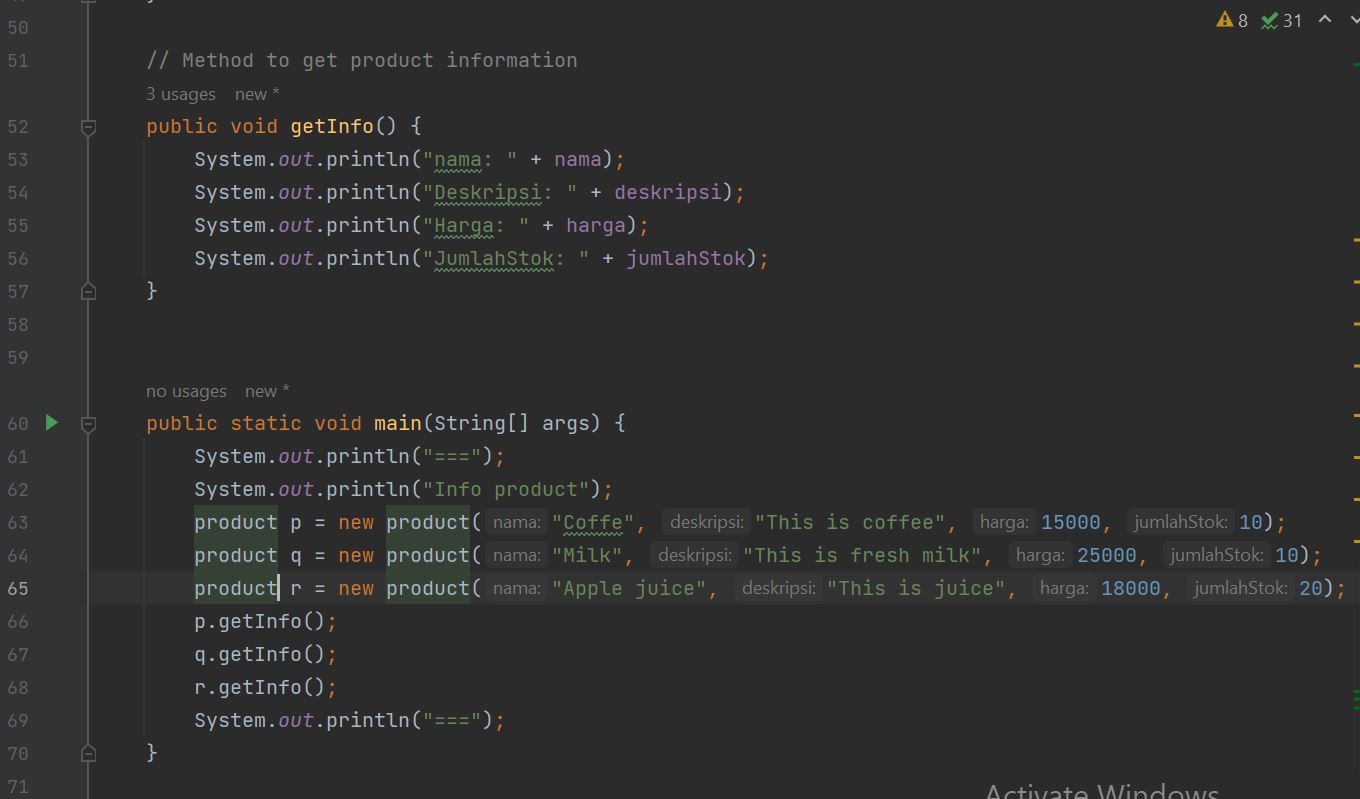 50
8 31
51 // Method to get product information
3 usages new *
52 public void getInfo() {
53 System.out.println("nama: " + nama);
54 System.out.println("Deskripsi: " + deskripsi);
55 System.out.println("Harga: " + harga);
56 System.out.println("JumlahStok: " + jumlahStok);
57 }
58
59
no usages new *
60 public static void main(String[] args) {
61 System.out.println("===");
62 System.out.println("Info product");
63 product p = new product( nama: "Coffe", deskripsi: "This is coffee", harga: 15000, jumlahStok: 10);
64 product q = new product( nama: "Milk", deskripsi: "This is fresh milk", harga: 25000, jumlahStok: 10);
65 product r = new product( nama: "Apple juice", deskripsi: "This is juice", harga: 18000, jumlahStok: 20);
66 p.getInfo();
67 q.getInfo();
68 r.getInfo();
69 System.out.println("===");
70 }
71
Activate Windows